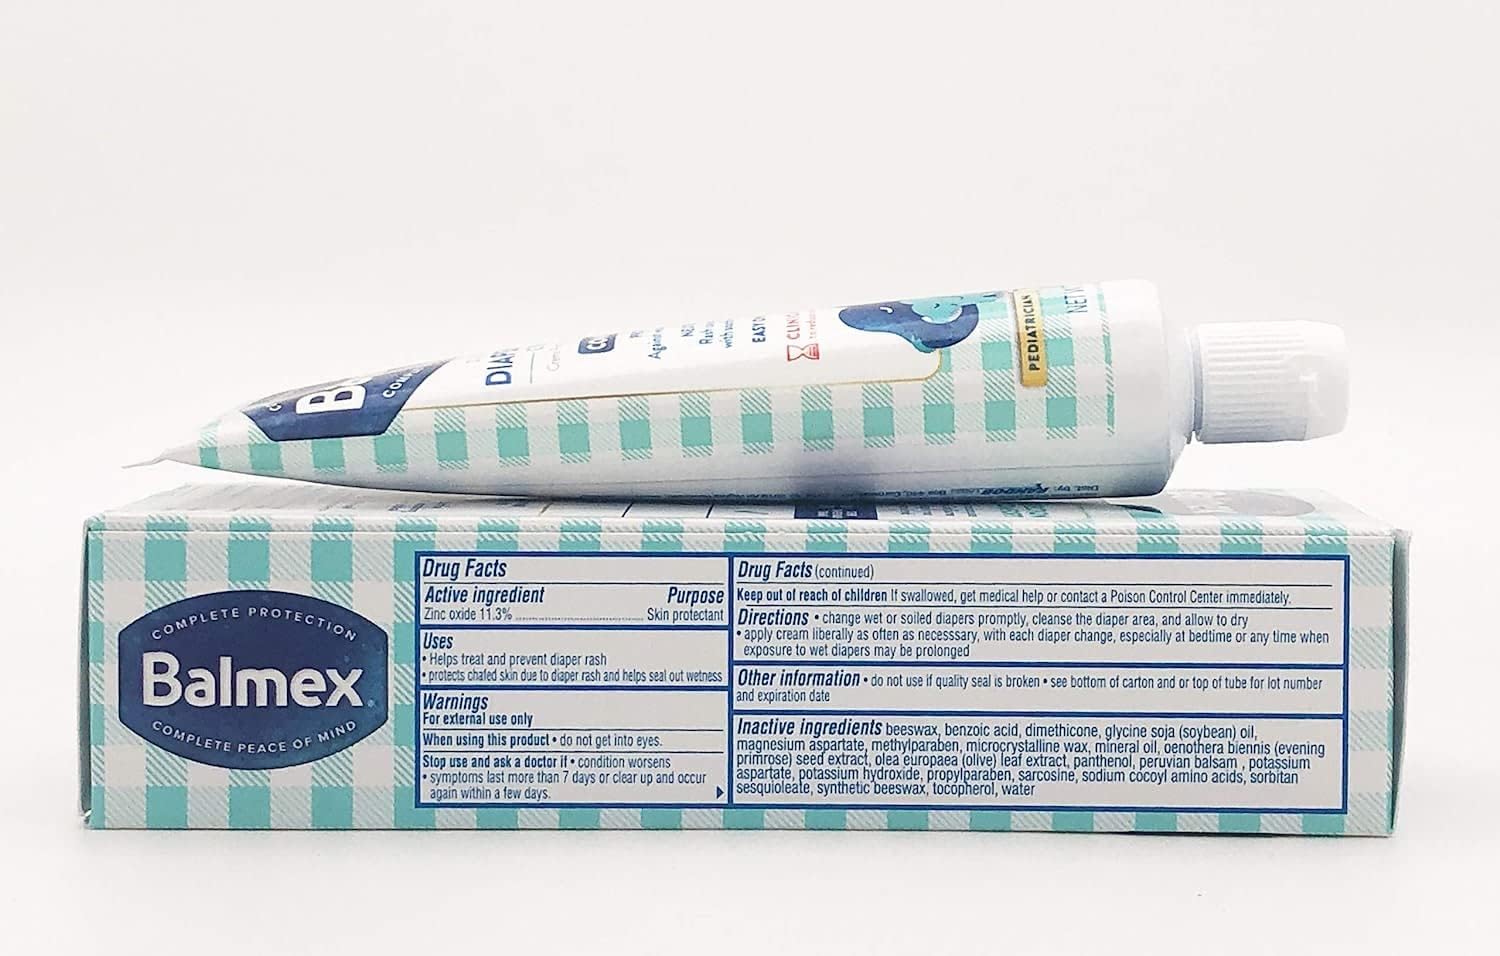 DIAPE
Against
Rash
with
EASY
CLINIC
PEDIATRICIAN
NET
Dist. by:
COMPLETE PROTECTION
Balmex
COMPLETE PEACE OF MIND
Drug Facts
Active ingredient Purpose
Zinc oxide 11.3% Skin protectant
Uses
• Helps treat and prevent diaper rash
• protects chafed skin due to diaper rash and helps seal out wetness
Warnings
For external use only
When using this product • do not get into eyes.
Stop use and ask a doctor if • condition worsens
• symptoms last more than 7 days or clear up and occur
again within a few days.
Drug Facts (continued)
Keep out of reach of children If swallowed, get medical help or contact a Poison Control Center immediately.
Directions • change wet or soiled diapers promptly, cleanse the diaper area, and allow to dry
• apply cream liberally as often as necesssary, with each diaper change, especially at bedtime or any time when
exposure to wet diapers may be prolonged
Other information • do not use if quality seal is broken • see bottom of carton and or top of tube for lot number
and expiration date
Inactive ingredients beeswax, benzoic acid, dimethicone, glycine soja (soybean) oil,
magnesium aspartate, methylparaben, microcrystalline wax, mineral oil, oenothera biennis (evening
primrose) seed extract, olea europaea (olive) leaf extract, panthenol, peruvian balsam , potassium
aspartate, potassium hydroxide, propylparaben, sarcosine, sodium cocoyl amino acids, sorbitan
sesquioleate, synthetic beeswax, tocopherol, water